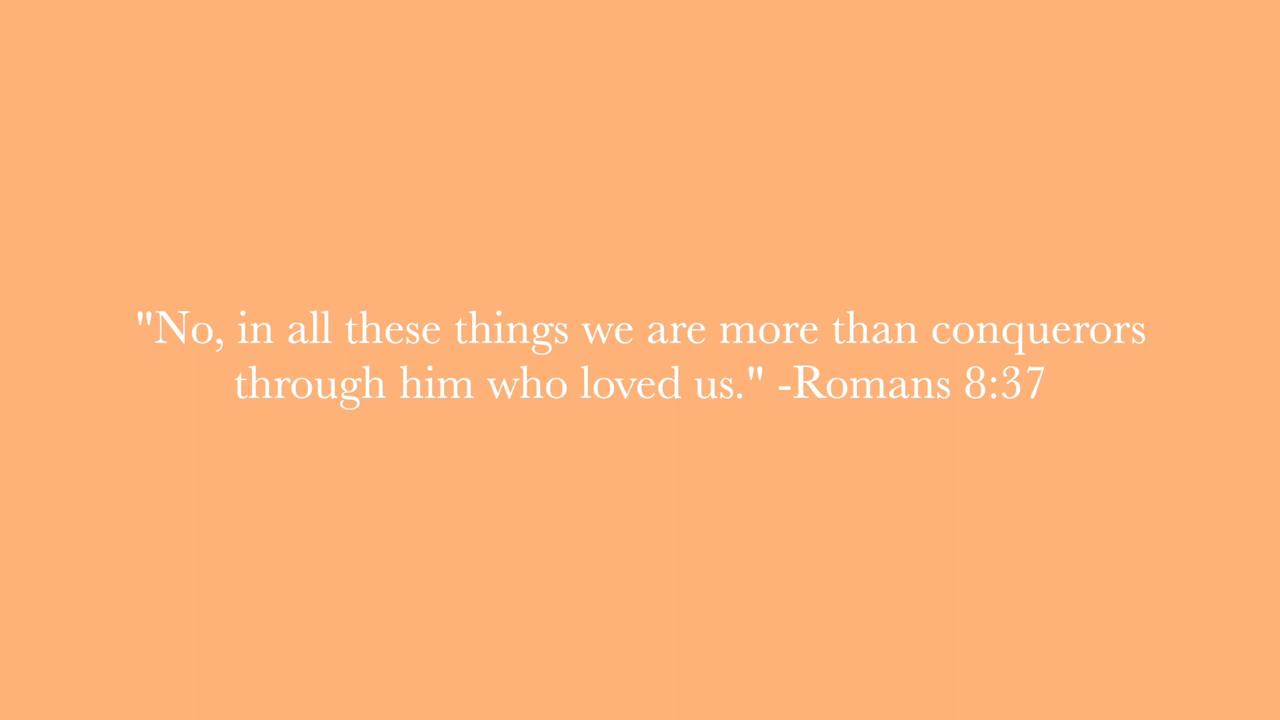 "No, in all these things we are more than conquerors
through him who loved us." -Romans 8:37